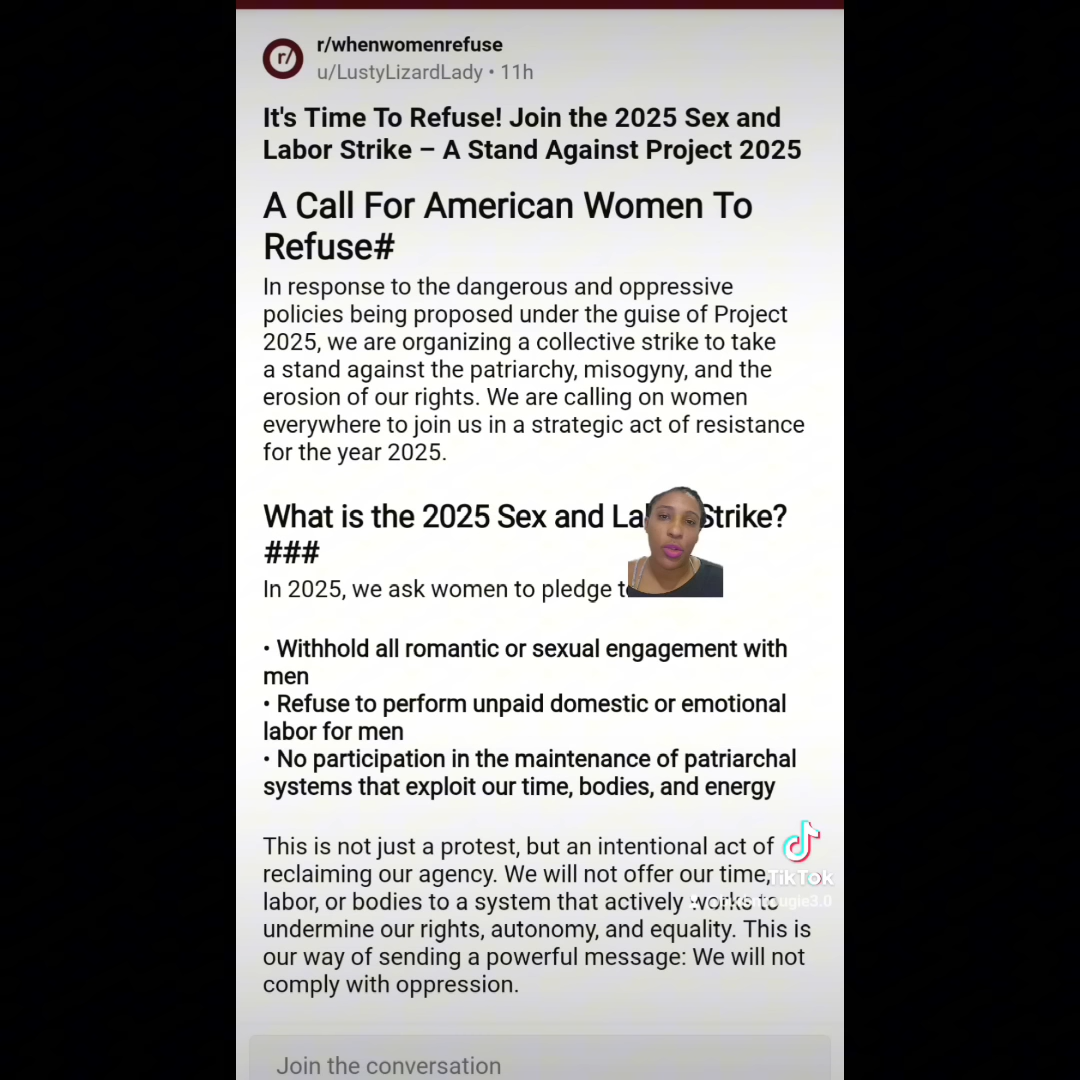 r/
r/whenwomenrefuse
u/LustyLizardLady • 11h
It's Time To Refuse! Join the 2025 Sex and
Labor Strike – A Stand Against Project 2025
A Call For American Women To
Refuse#
In response to the dangerous and oppressive
policies being proposed under the guise of Project
2025, we are organizing a collective strike to take
a stand against the patriarchy, misogyny, and the
erosion of our rights. We are calling on women
everywhere to join us in a strategic act of resistance
for the year 2025.
What is the 2025 Sex and La Strike?
###
In 2025, we ask women to pledge
• Withhold all romantic or sexual engagement with
men
• Refuse to perform unpaid domestic or emotional
labor for men
• No participation in the maintenance of patriarchal
systems that exploit our time, bodies, and energy
This is not just a protest, but an intentional act of
reclaiming our agency. We will not offer our time,
labor, or bodies to a system that actively works to
undermine our rights, autonomy, and equality. This is
our way of sending a powerful message: We will not
comply with oppression.
TikTok
Join the conversation